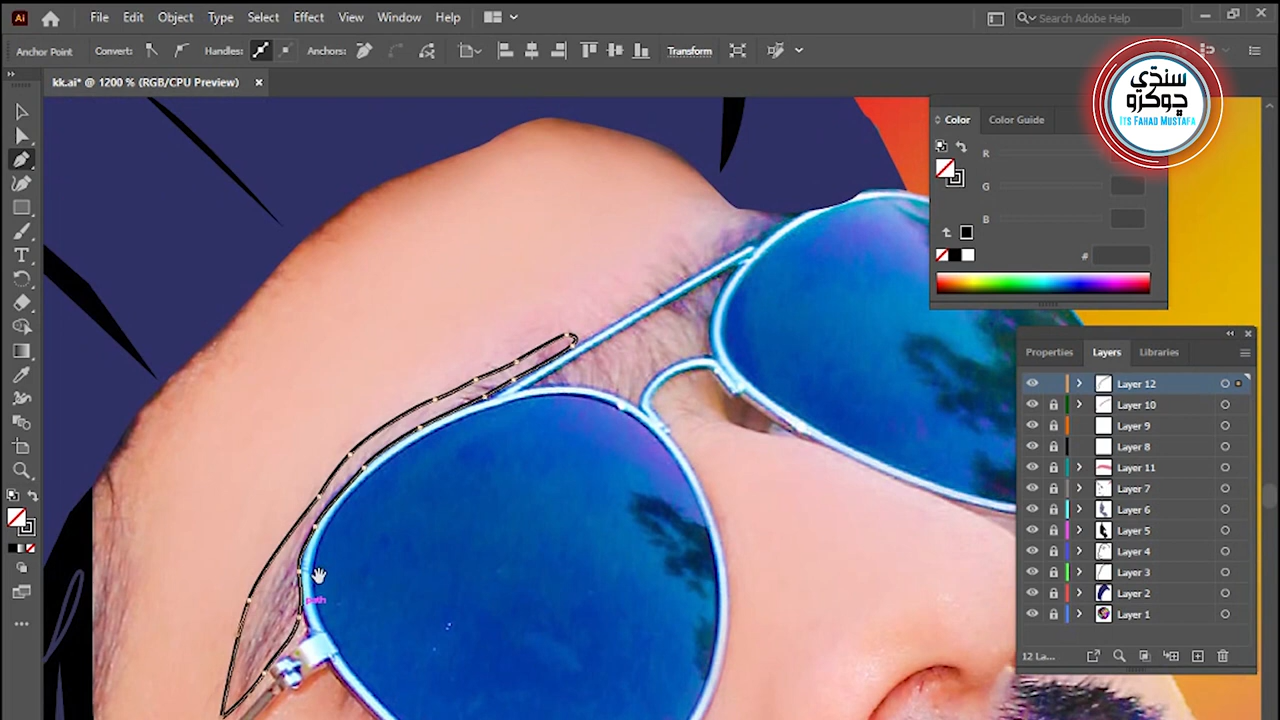 Ai File Edit Object Type Select Effect View Window Help Search Adobe Help
Anchor Point Convert: Handles: Anchors: Transform
kk.ai* @ 1200 % (RGB/CPU Preview) ×
سنڌي
ڇوڪرو
ITS FAHAD MUSTAFA
Color Color Guide
R
G
B
#
Properties Layers Libraries
Layer 12
Layer 10
Layer 9
Layer 8
Layer 11
Layer 7
Layer 6
Layer 5
Layer 4
Layer 3
Layer 2
Layer 1
12 La...
path